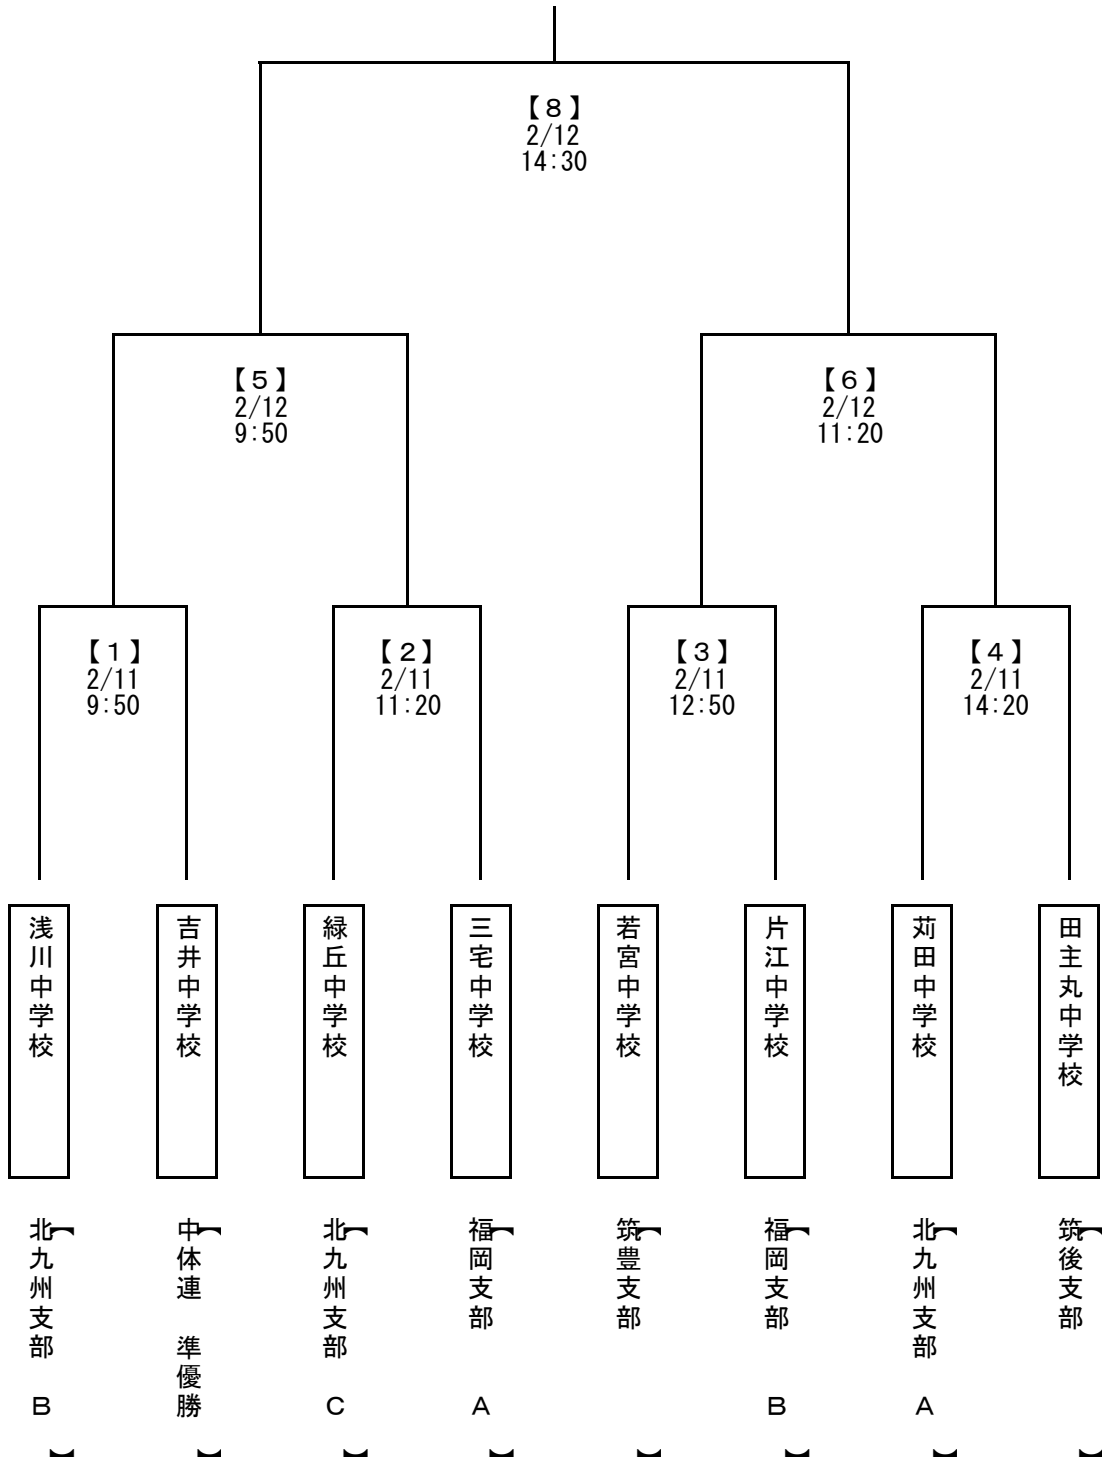 【８】
2/12
14:30
【５】
2/12
9:50
【６】
2/12
11:20
【１】
2/11
9:50
【２】
2/11
11:20
【３】
2/11
12:50
【４】
2/11
14:20
浅川中学校
吉井中学校
緑丘中学校
三宅中学校
若宮中学校
片江中学校
苅田中学校
田主丸中学校
【北九州支部　Ｂ】
【中体連　準優勝】
【北九州支部　Ｃ】
【福岡支部　Ａ】
【筑豊支部】
【福岡支部　Ｂ】
【北九州支部　Ａ】
【筑後支部】